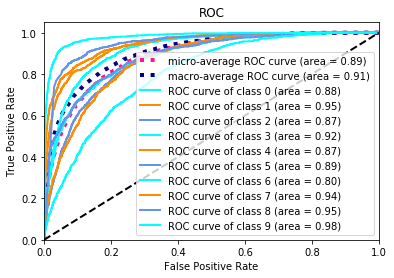 ROC
True Positive Rate
1.0
0.8
0.6
0.4
0.2
0.0
micro-average ROC curve (area = 0.89)
macro-average ROC curve (area = 0.91)
ROC curve of class 0 (area = 0.88)
ROC curve of class 1 (area = 0.95)
ROC curve of class 2 (area = 0.87)
ROC curve of class 3 (area = 0.92)
ROC curve of class 4 (area = 0.87)
ROC curve of class 5 (area = 0.89)
ROC curve of class 6 (area = 0.80)
ROC curve of class 7 (area = 0.94)
ROC curve of class 8 (area = 0.95)
ROC curve of class 9 (area = 0.98)
0.0 0.2 0.4 0.6 0.8 1.0
False Positive Rate